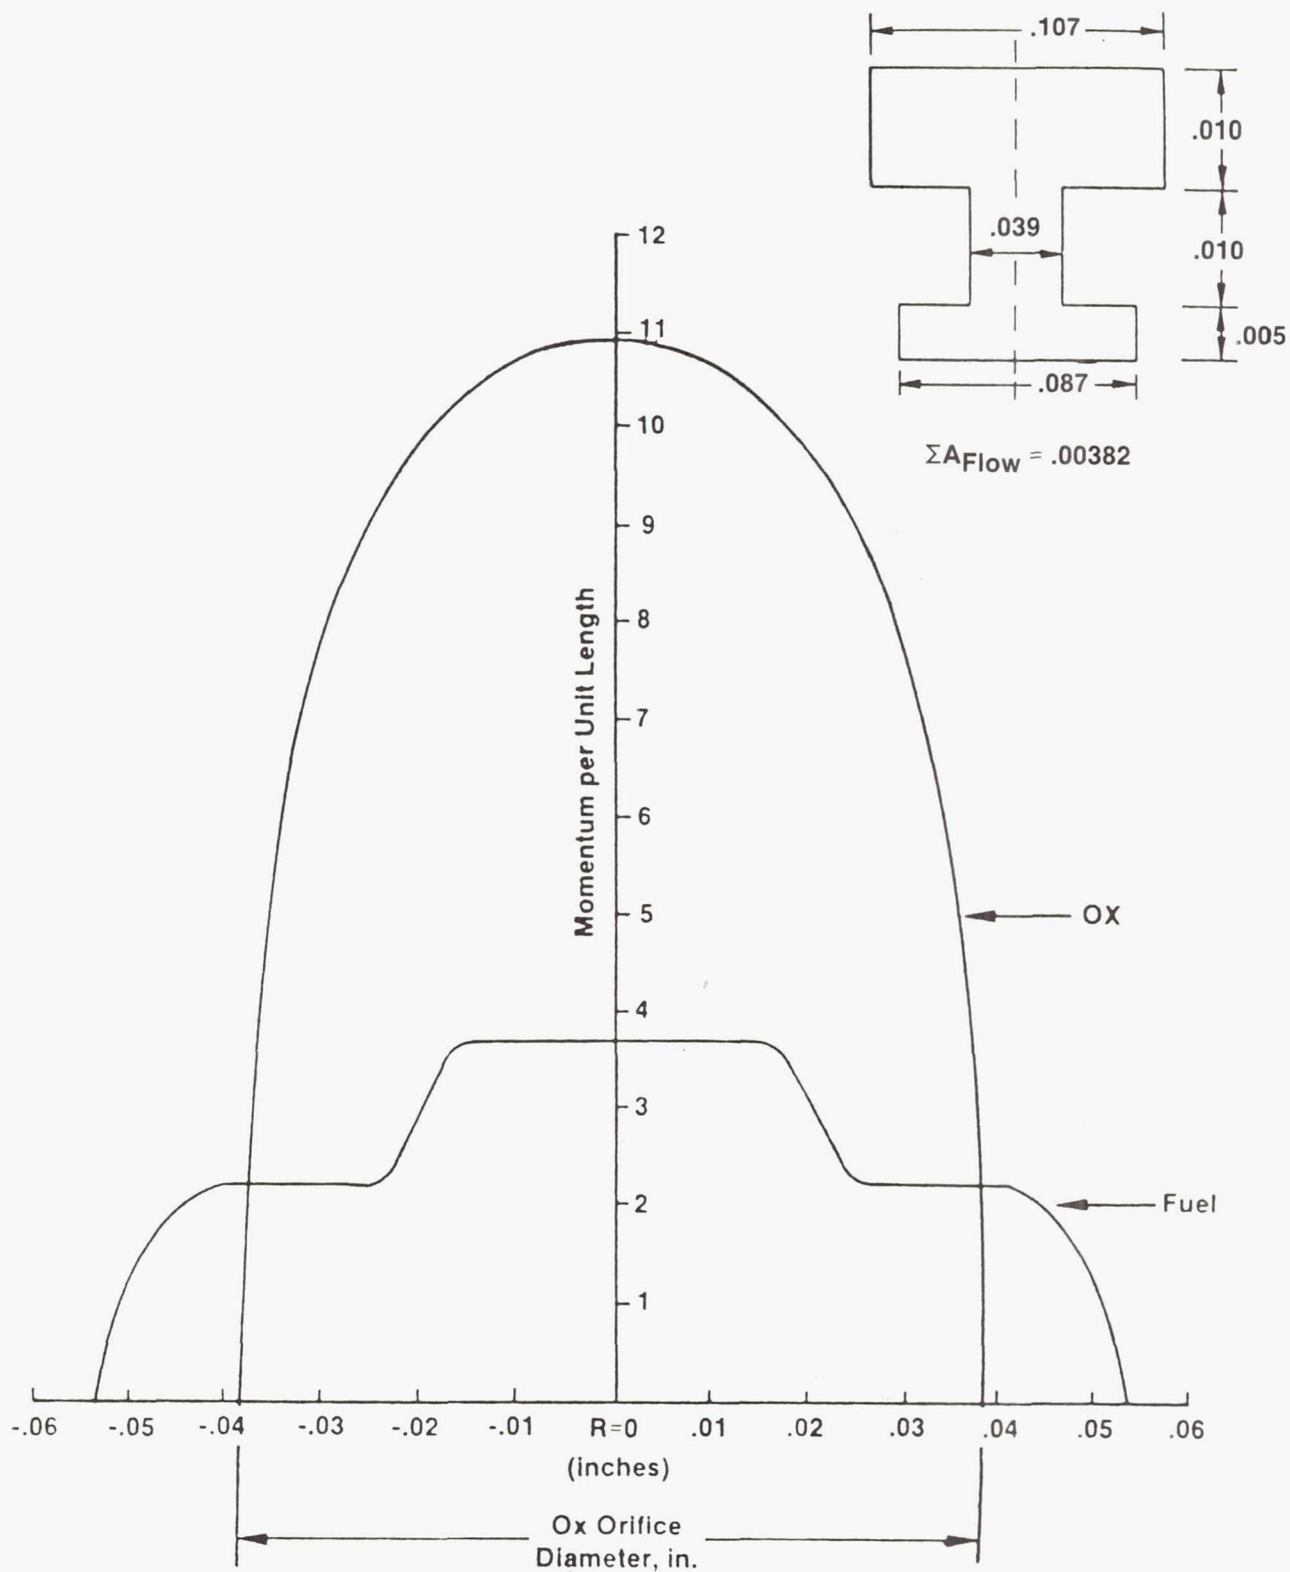 .107
.010
.039
.010
.005
.087
ΣAFlow = .00382
12
11
10
9
8
7
6
5
4
3
2
1
Momentum per Unit Length
OX
Fuel
-.06 -.05 -.04 -.03 -.02 -.01 R=0 .01 .02 .03 .04 .05 .06
(inches)
Ox Orifice
Diameter, in.